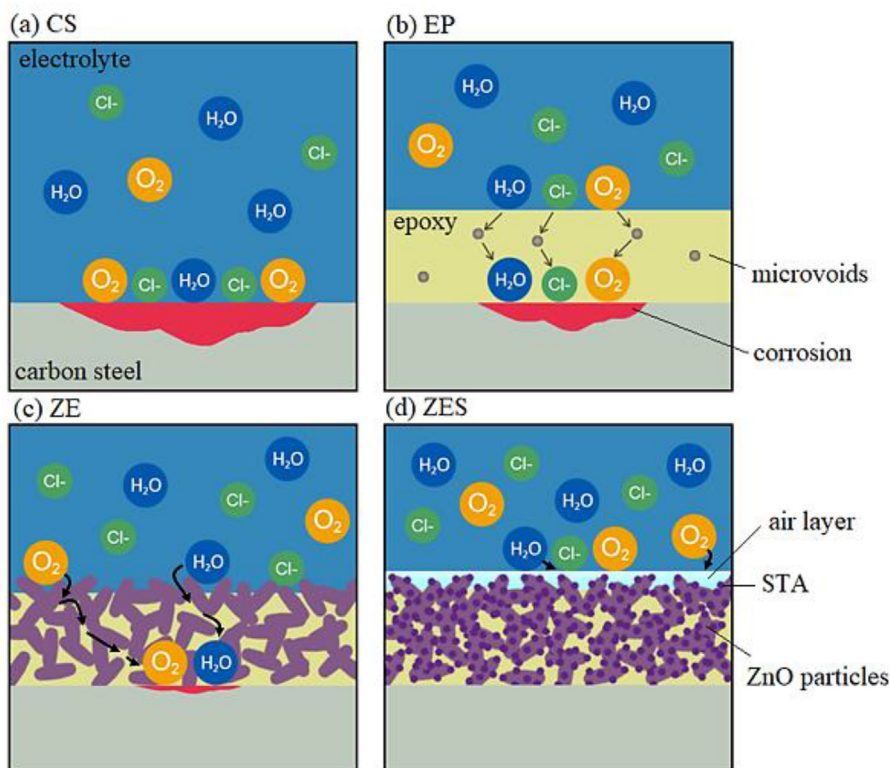 (a) CS
electrolyte
Cl-
H₂O
Cl-
O₂
H₂O
H₂O
O₂ Cl- H₂O Cl- O₂
carbon steel
(b) EP
H₂O
H₂O
Cl-
O₂
Cl-
H₂O Cl- O₂
epoxy
H₂O Cl- O₂
microvoids
corrosion
(c) ZE
H₂O
Cl-
H₂O
Cl-
O₂
Cl-
O₂
H₂O
Cl-
O₂ H₂O
(d) ZES
H₂O
Cl-
H₂O
Cl-
O₂
H₂O
Cl-
O₂
H₂O Cl- O₂
air layer
STA
ZnO particles